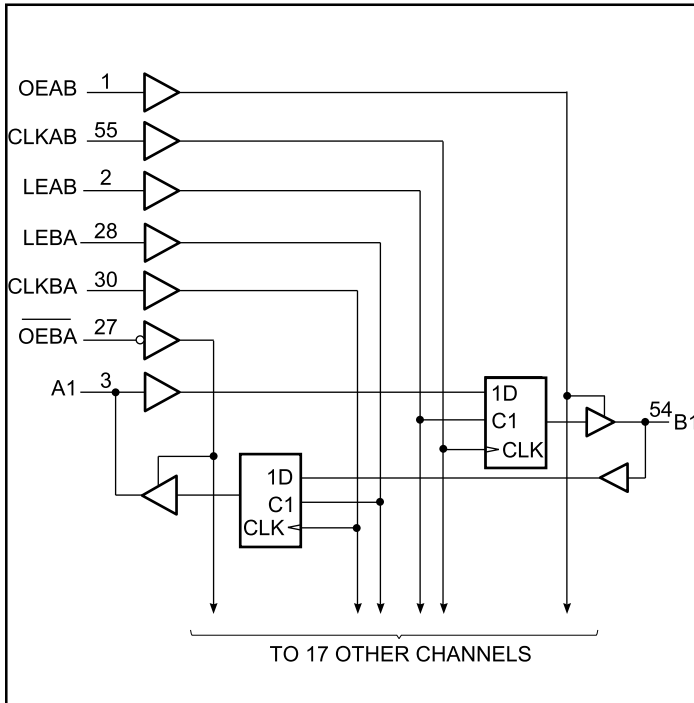 OEAB 1
CLKAB 55
LEAB 2
LEBA 28
CLKBA 30
OEBA 27
A1 3
1D
C1
CLK
54 B1
1D
C1
CLK
TO 17 OTHER CHANNELS